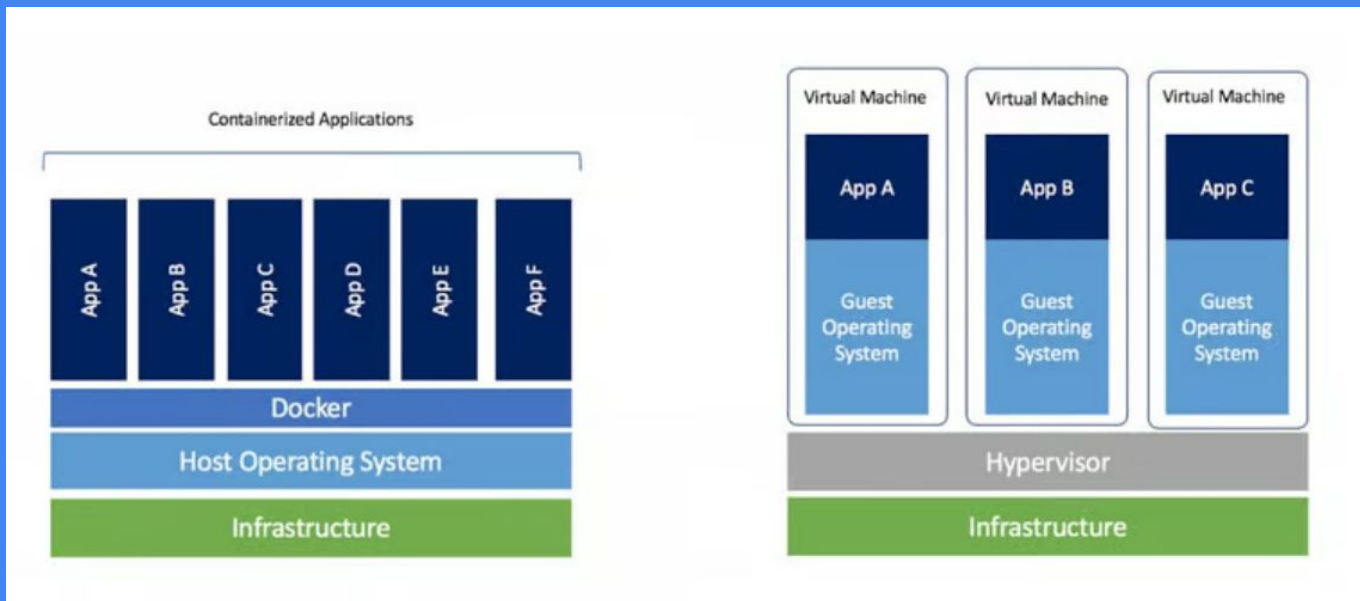 Containerized Applications
App A
App B
App C
App D
App E
App F
Docker
Host Operating System
Infrastructure
Virtual Machine
App A
Guest
Operating
System
Virtual Machine
App B
Guest
Operating
System
Virtual Machine
App C
Guest
Operating
System
Hypervisor
Infrastructure